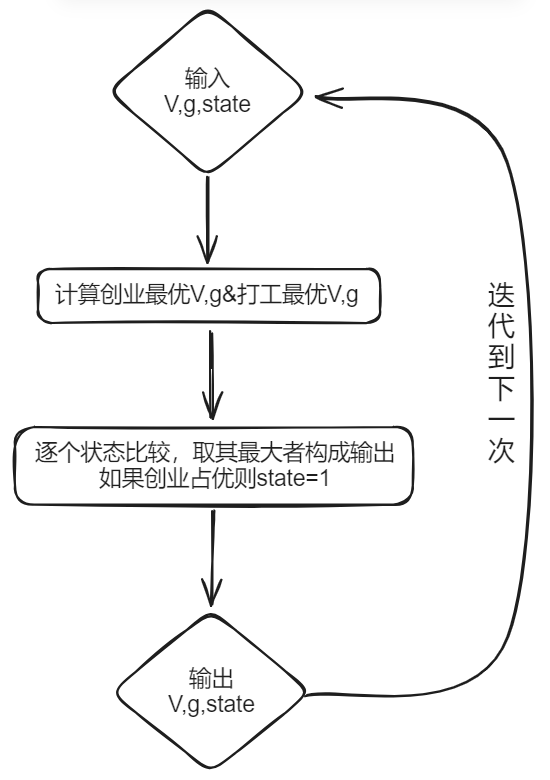 输入
V,g,state
计算创业最优V,g&打工最优V,g
逐个状态比较，取其最大者构成输出
如果创业占优则state=1
输出
V,g,state
迭代到下一次